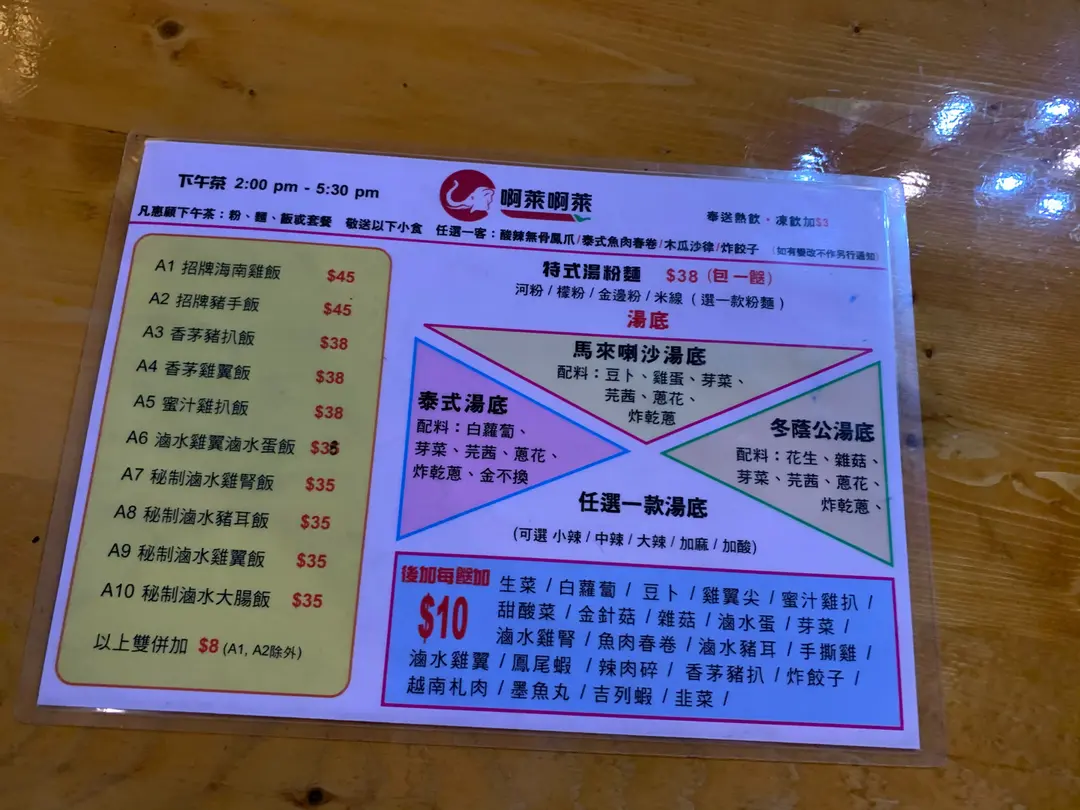 下午茶 2:00 pm - 5:30 pm
啊萊啊萊
奉送熱飲，凍飲加$3
凡惠顧下午茶：粉、麵、飯或套餐 敬送以下小食 任選一客：酸辣無骨鳳爪/泰式魚肉春卷/木瓜沙律/炸餃子 (如有變改不作另行通知)
A1 招牌海南雞飯 $45
A2 招牌豬手飯 $45
A3 香茅豬扒飯 $38
A4 香茅雞翼飯 $38
A5 蜜汁雞扒飯 $38
A6 滷水雞翼滷水蛋飯
A7 秘制滷水雞腎飯 $35
A8 秘制滷水豬耳飯 $35
A9 秘制滷水雞翼飯 $35
A10 秘制滷水大腸飯 $35
以上雙併加 $8 (A1, A2除外)
特式湯粉麵 $38 (包一餸)
河粉 / 檬粉 / 金邊粉 / 米線 ( 選一款粉麵 )
湯底
馬來喇沙湯底
配料：豆卜、雞蛋、芽菜、
芫茜、蔥花、
炸乾蔥
泰式湯底
配料：白蘿蔔、
芽菜、芫茜、蔥花、
炸乾蔥、金不換
冬蔭公湯底
配料：花生、雜菇、
芽菜、芫茜、蔥花、
炸乾蔥、
任選一款湯底
(可選 小辣 / 中辣 / 大辣 / 加麻 / 加酸)
後加每餸加
$10
生菜 / 白蘿蔔 / 豆卜 / 雞翼尖 / 蜜汁雞扒 /
甜酸菜 / 金針菇 / 雜菇 / 滷水蛋 / 芽菜 /
滷水雞腎 / 魚肉春卷 / 滷水豬耳 / 手撕雞 /
滷水雞翼 / 鳳尾蝦 / 辣肉碎 / 香茅豬扒 / 炸餃子 /
越南札肉 / 墨魚丸 / 吉列蝦 / 韭菜 /